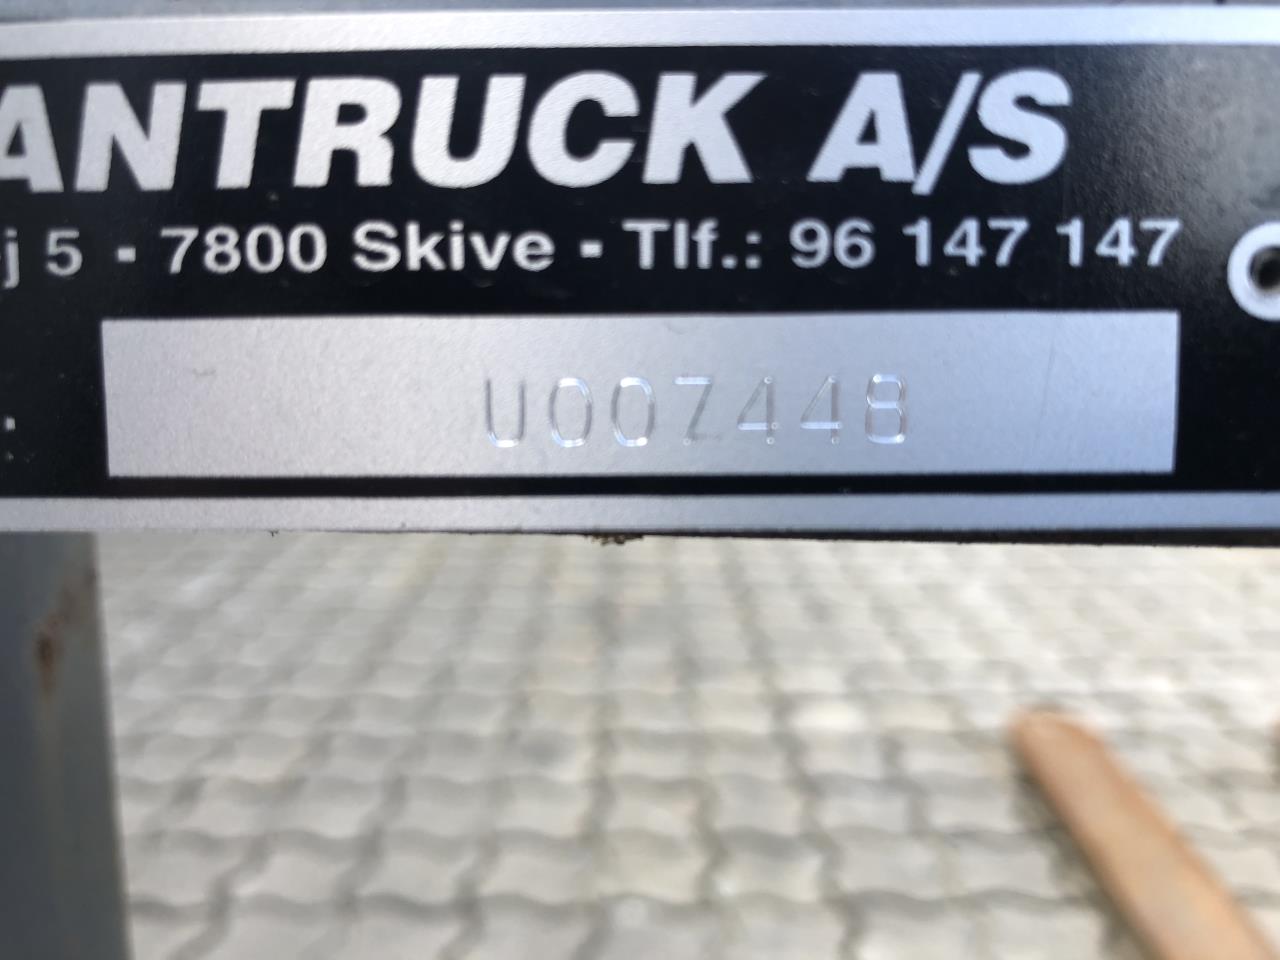 ANTRUCK A/S
j 5 - 7800 Skive - Tlf.: 96 147 147
U007448